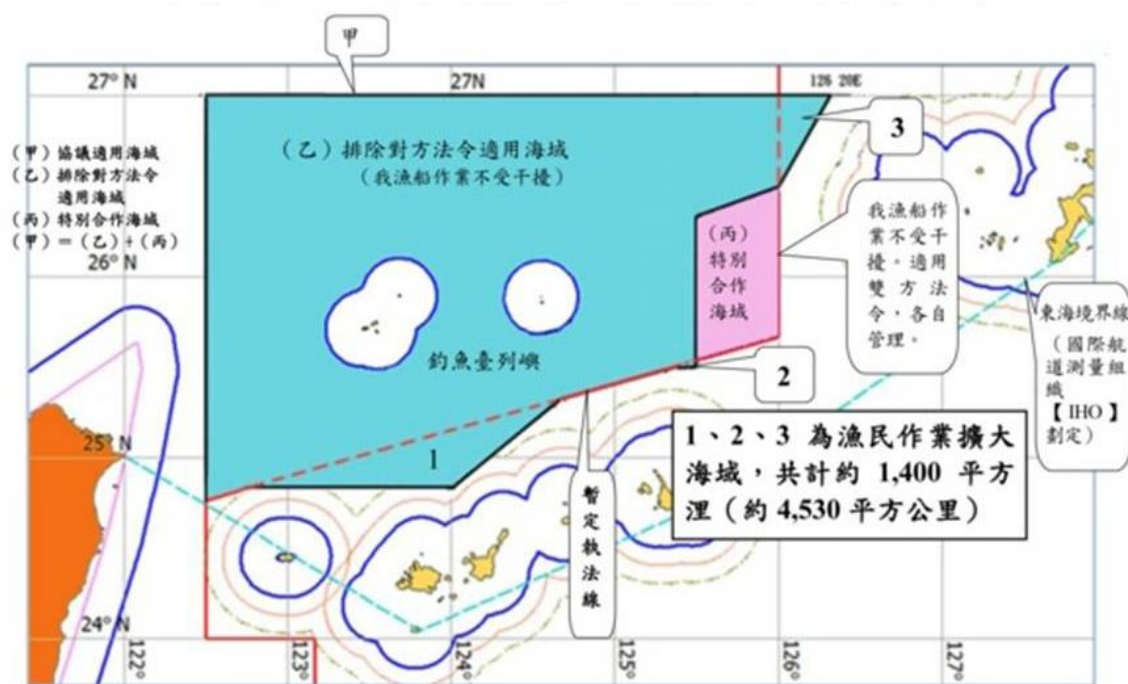 甲
27° N
27
126 20E
3
(甲)協議適用海域
(乙)排除對方法令
適用海域
(丙)特別合作海域
(甲)=(乙)+(丙)
(乙)排除對方法令適用海域
(我漁船作業不受干擾)
(丙)
特別
合作
海域
我漁船作
業不受干
擾。適用
雙方法
令,各自
管理。
26° N
釣魚臺列嶼
2
東海境界線
(國際航
道測量組
織
【IHO】
劃定)
25° N
1
1、2、3 為漁民作業擴大
海域,共計約 1,400 平方
浬(約 4,530 平方公里)
暫定執法線
24° N
122°
123°
124°
125°
126°
127°